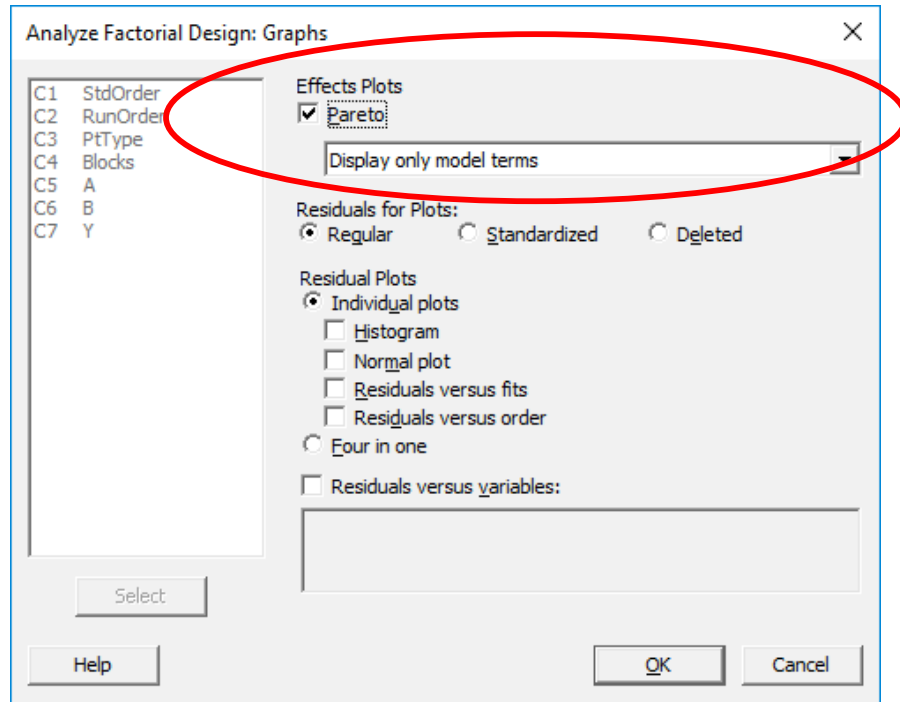 Analyze Factorial Design: Graphs
C1 StdOrder
C2 RunOrder
C3 PtType
C4 Blocks
C5 A
C6 B
C7 Y
Effects Plots
Pareto
Display only model terms
Residuals for Plots:
Regular Standardized Deleted
Residual Plots
Individual plots
Histogram
Normal plot
Residuals versus fits
Residuals versus order
Four in one
Residuals versus variables:
Select
Help OK Cancel